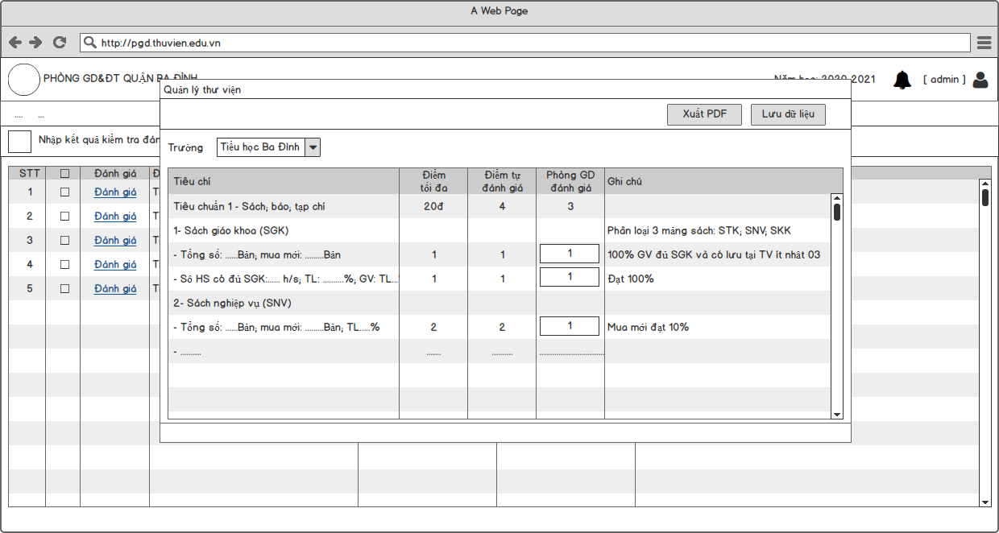 A Web Page
http://pgd.thuvien.edu.vn
PHÒNG GD&ĐT QUẬN BA ĐÌNH
Năm học: 2020-2021
[ admin ]
.... ...
Nhập kết quả kiểm tra đán
STT Đánh giá Đ
1 Đánh giá T
2 Đánh giá T
3 Đánh giá T
4 Đánh giá T
5 Đánh giá T
Quản lý thư viện
Xuất PDF Lưu dữ liệu
Trường Tiểu học Ba Đình
Tiêu chí Điểm tối đa Điểm tự đánh giá Phòng GD đánh giá Ghi chú
Tiêu chuẩn 1 - Sách; báo; tạp chí 20đ 4 3
1- Sách giáo khoa (SGK) Phân loại 3 mảng sách: STK; SNV; SKK
- Tổng số: ......Bản; mua mới: .........Bản 1 1 1 100% GV đủ SGK và có lưu tại TV ít nhất 03
- Số HS có đủ SGK:...... h/s; TL: ..........%; GV: TL... 1 1 1 Đạt 100%
2- Sách nghiệp vụ (SNV)
- Tổng số: ......Bản; mua mới: .........Bản; TL.....% 2 2 1 Mua mới đạt 10%
- .......... ....... .......... ...............................